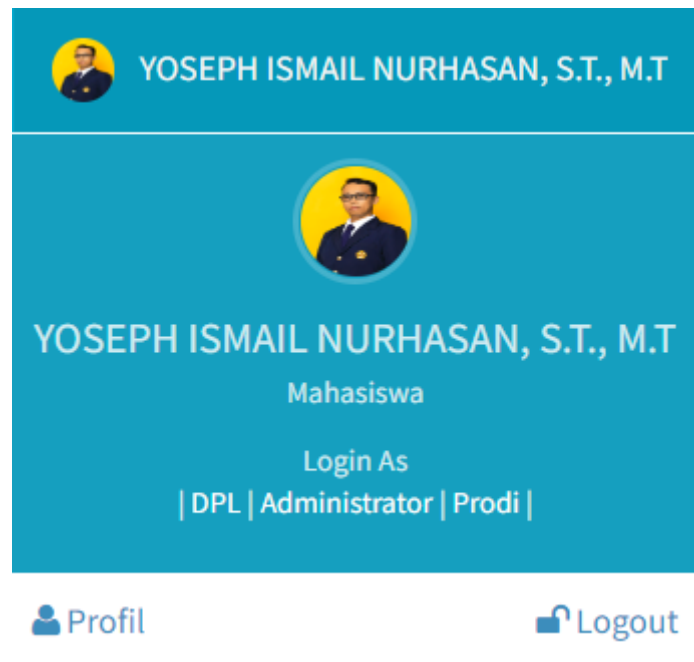 YOSEPH ISMAIL NURHASAN, S.T., M.T
YOSEPH ISMAIL NURHASAN, S.T., M.T
Mahasiswa
Login As
| DPL | Administrator | Prodi |
Profil Logout